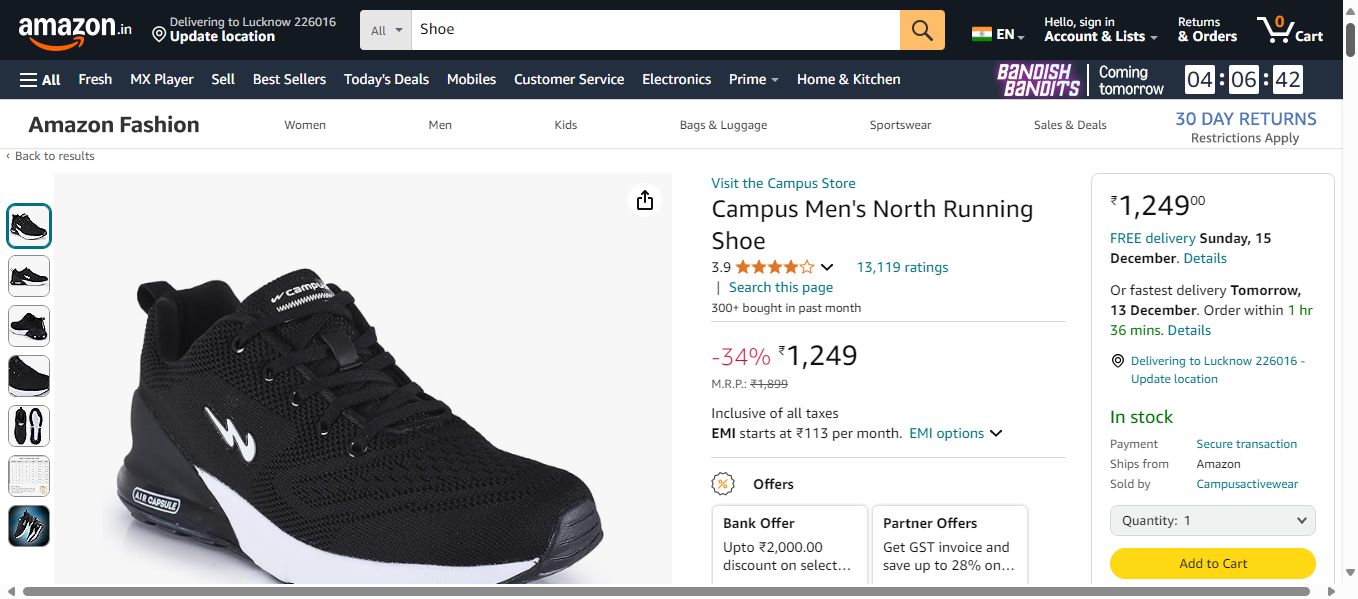 amazon.in
Delivering to Lucknow 226016
Update location
All
Shoe
EN
Hello, sign in
Account & Lists
Returns
& Orders
0
Cart
All
Fresh
MX Player
Sell
Best Sellers
Today's Deals
Mobiles
Customer Service
Electronics
Prime
Home & Kitchen
BANDISH
BANDITS
Coming
tomorrow
04 : 06 : 42
Amazon Fashion
Women
Men
Kids
Bags & Luggage
Sportswear
Sales & Deals
30 DAY RETURNS
Restrictions Apply
‹ Back to results
campus
AIR CAPSULE
Visit the Campus Store
Campus Men's North Running
Shoe
3.9
13,119 ratings
| Search this page
300+ bought in past month
-34% ₹1,249
M.R.P.: ₹1,899
Inclusive of all taxes
EMI starts at ₹113 per month. EMI options
Offers
Bank Offer
Upto ₹2,000.00
discount on select...
Partner Offers
Get GST invoice and
save up to 28% on...
₹1,24900
FREE delivery Sunday, 15
December. Details
Or fastest delivery Tomorrow,
13 December. Order within 1 hr
36 mins. Details
Delivering to Lucknow 226016 -
Update location
In stock
Payment Secure transaction
Ships from Amazon
Sold by Campusactivewear
Quantity: 1
Add to Cart